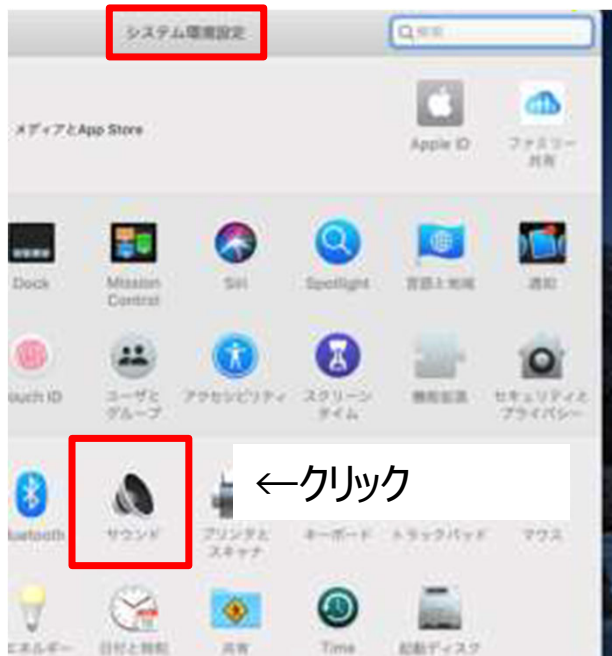 システム環境設定
検索
メディアとApp Store
Apple ID
ファミリー
共有
Dock
Mission
Control
Siri
Spotlight
言語と地域
通知
ouch ID
ユーザと
グループ
アクセシビリティ
スクリーン
タイム
機能拡張
セキュリティと
プライバシー
←クリック
luetooth
サウンド
プリンタと
スキャナ
キーボード
トラックパッド
マウス
エネルギー
日付と時刻
共有
Time
起動ディスク